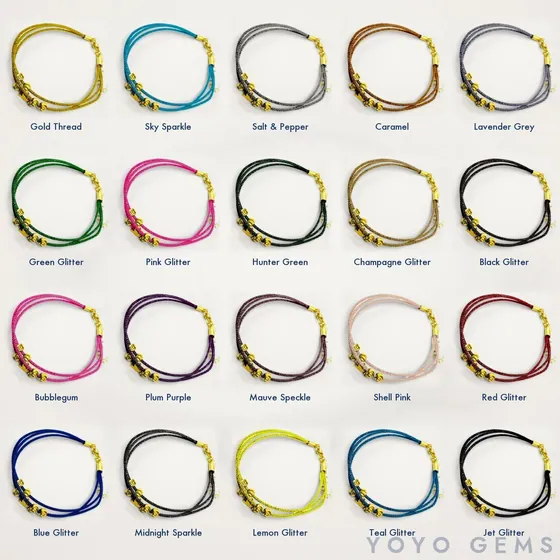 Gold Thread
Sky Sparkle
Salt & Pepper
Caramel
Lavender Grey
Green Glitter
Pink Glitter
Hunter Green
Champagne Glitter
Black Glitter
Bubblegum
Plum Purple
Mauve Speckle
Shell Pink
Red Glitter
Blue Glitter
Midnight Sparkle
Lemon Glitter
Teal Glitter
Jet Glitter
YOYO GEMS